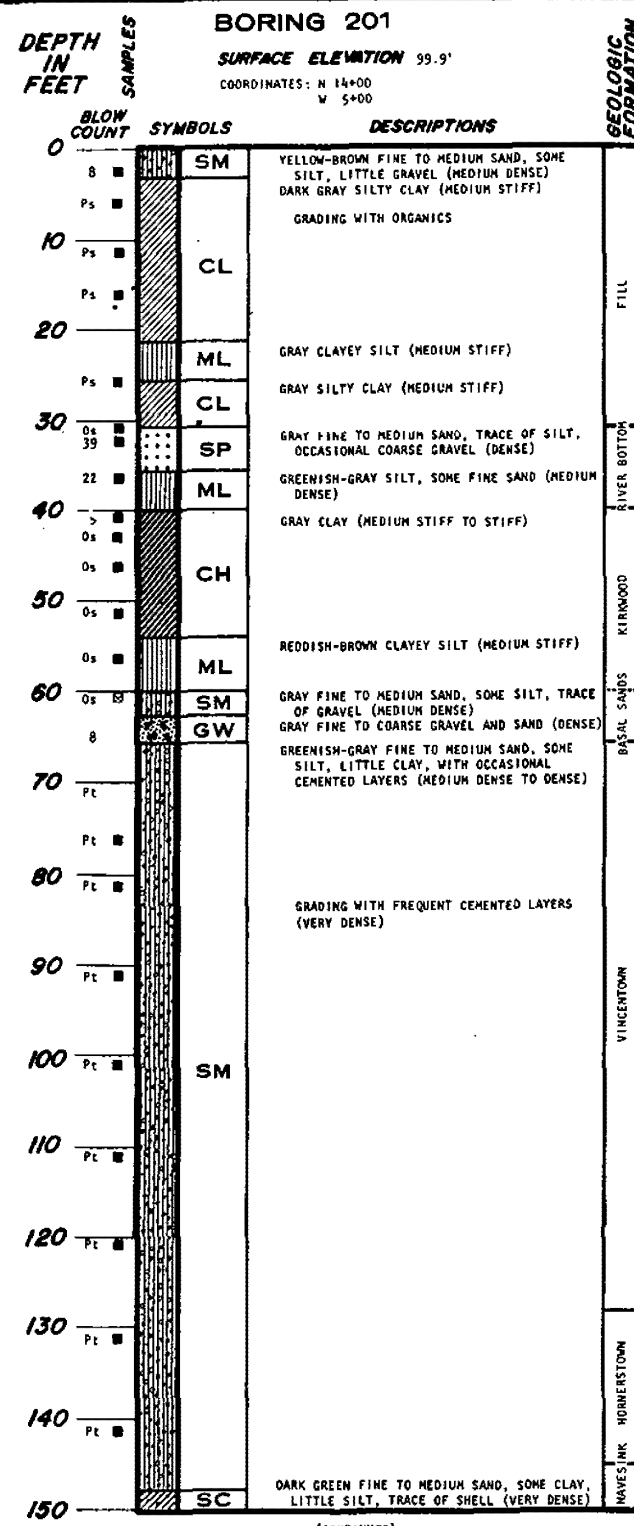 BORING 201
DEPTH IN FEET
SAMPLES
SURFACE ELEVATION 99.9'
COORDINATES: N 14+00
W 5+00
GEOLOGIC FORMATION
BLOW COUNT
SYMBOLS
DESCRIPTIONS
0
8
SM
YELLOW-BROWN FINE TO MEDIUM SAND, SOME
SILT, LITTLE GRAVEL (MEDIUM DENSE)
DARK GRAY SILTY CLAY (MEDIUM STIFF)
Ps
GRADING WITH ORGANICS
10
Ps
CL
Ps
FILL
20
ML
GRAY CLAYEY SILT (MEDIUM STIFF)
Ps
CL
GRAY SILTY CLAY (MEDIUM STIFF)
30
Os
39
SP
GRAY FINE TO MEDIUM SAND, TRACE OF SILT,
OCCASIONAL COARSE GRAVEL (DENSE)
RIVER BOTTOM
22
ML
GREENISH-GRAY SILT, SOME FINE SAND (MEDIUM
DENSE)
40
GRAY CLAY (MEDIUM STIFF TO STIFF)
Os
Os
CH
50
Os
KIRKWOOD
REDDISH-BROWN CLAYEY SILT (MEDIUM STIFF)
Os
ML
60
Os
SM
GRAY FINE TO MEDIUM SAND, SOME SILT, TRACE
OF GRAVEL (MEDIUM DENSE)
BASAL SANDS
8
GW
GRAY FINE TO COARSE GRAVEL AND SAND (DENSE)
GREENISH-GRAY FINE TO MEDIUM SAND, SOME
SILT, LITTLE CLAY, WITH OCCASIONAL
CEMENTED LAYERS (MEDIUM DENSE TO DENSE)
70
Pt
Pt
80
Pt
GRADING WITH FREQUENT CEMENTED LAYERS
(VERY DENSE)
90
Pt
VINCENTOWN
100
Pt
SM
110
Pt
120
Pt
130
Pt
HORNERSTOWN
140
Pt
NAVESINK
SC
DARK GREEN FINE TO MEDIUM SAND, SOME CLAY,
LITTLE SILT, TRACE OF SHELL (VERY DENSE)
150